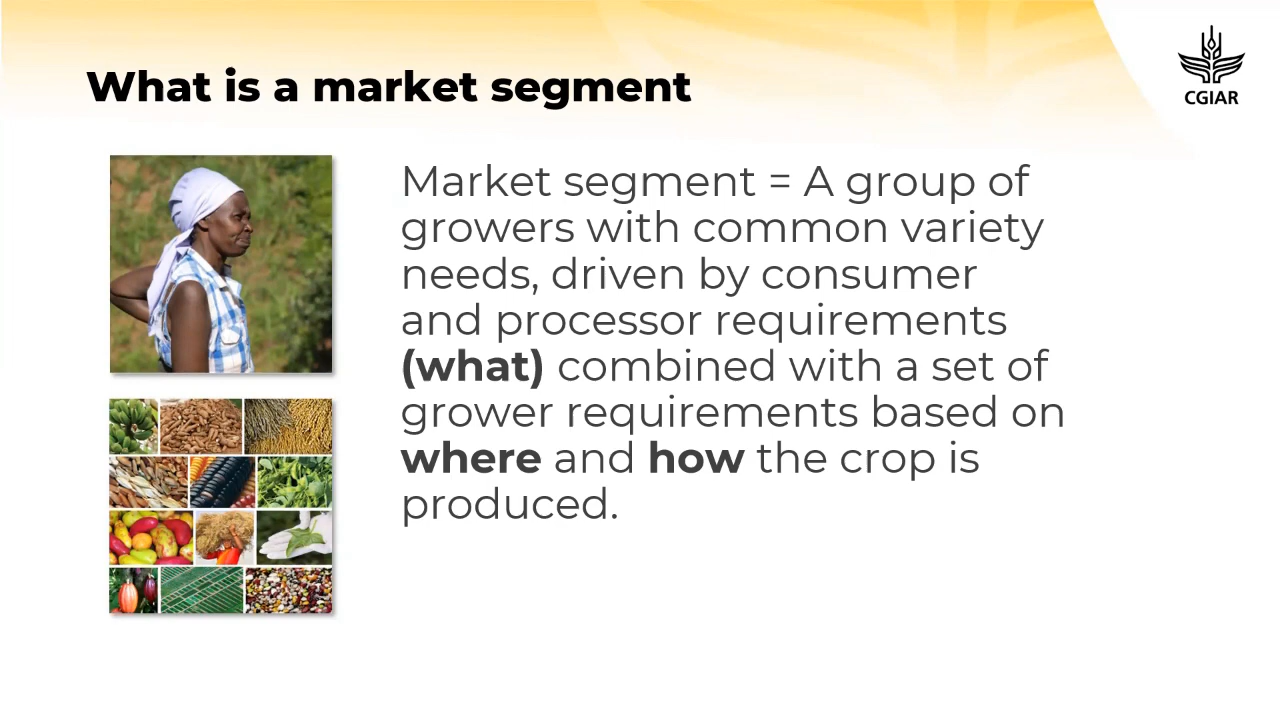 What is a market segment
CGIAR
Market segment = A group of
growers with common variety
needs, driven by consumer
and processor requirements
(what) combined with a set of
grower requirements based on
where and how the crop is
produced.